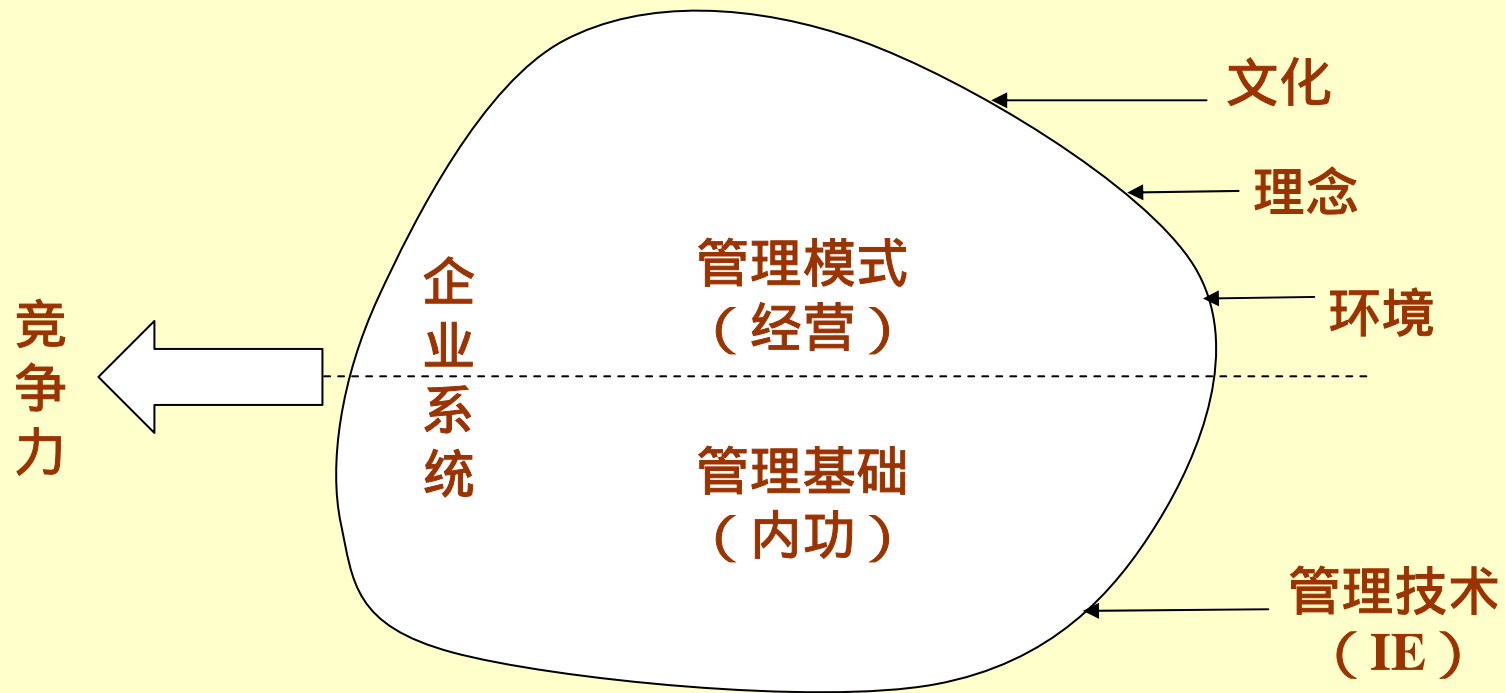 竞争力
企业系统
管理模式
（经营）
管理基础
（内功）
文化
理念
环境
管理技术
（IE）